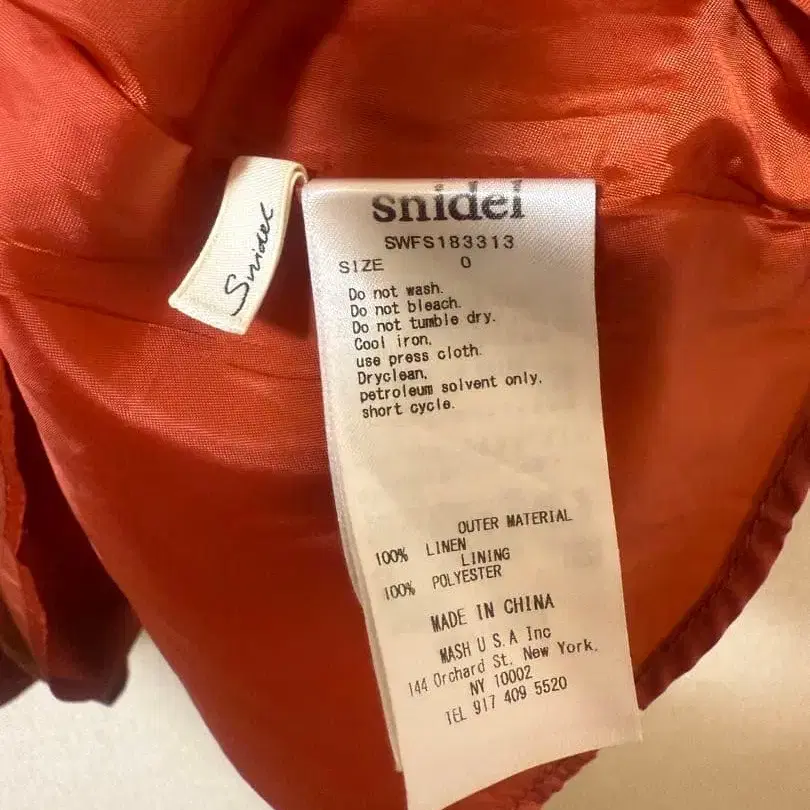 Snidel
snidel
SWFS183313
SIZE 0
Do not wash.
Do not bleach.
Do not tumble dry.
Cool iron.
use press cloth.
Dryclean,
petroleum solvent only,
short cycle.
OUTER MATERIAL
100% LINEN
LINING
100% POLYESTER
MADE IN CHINA
MASH U S.A Inc
144 Orchard St. New York.
NY 10002
TEL 917 409 5520